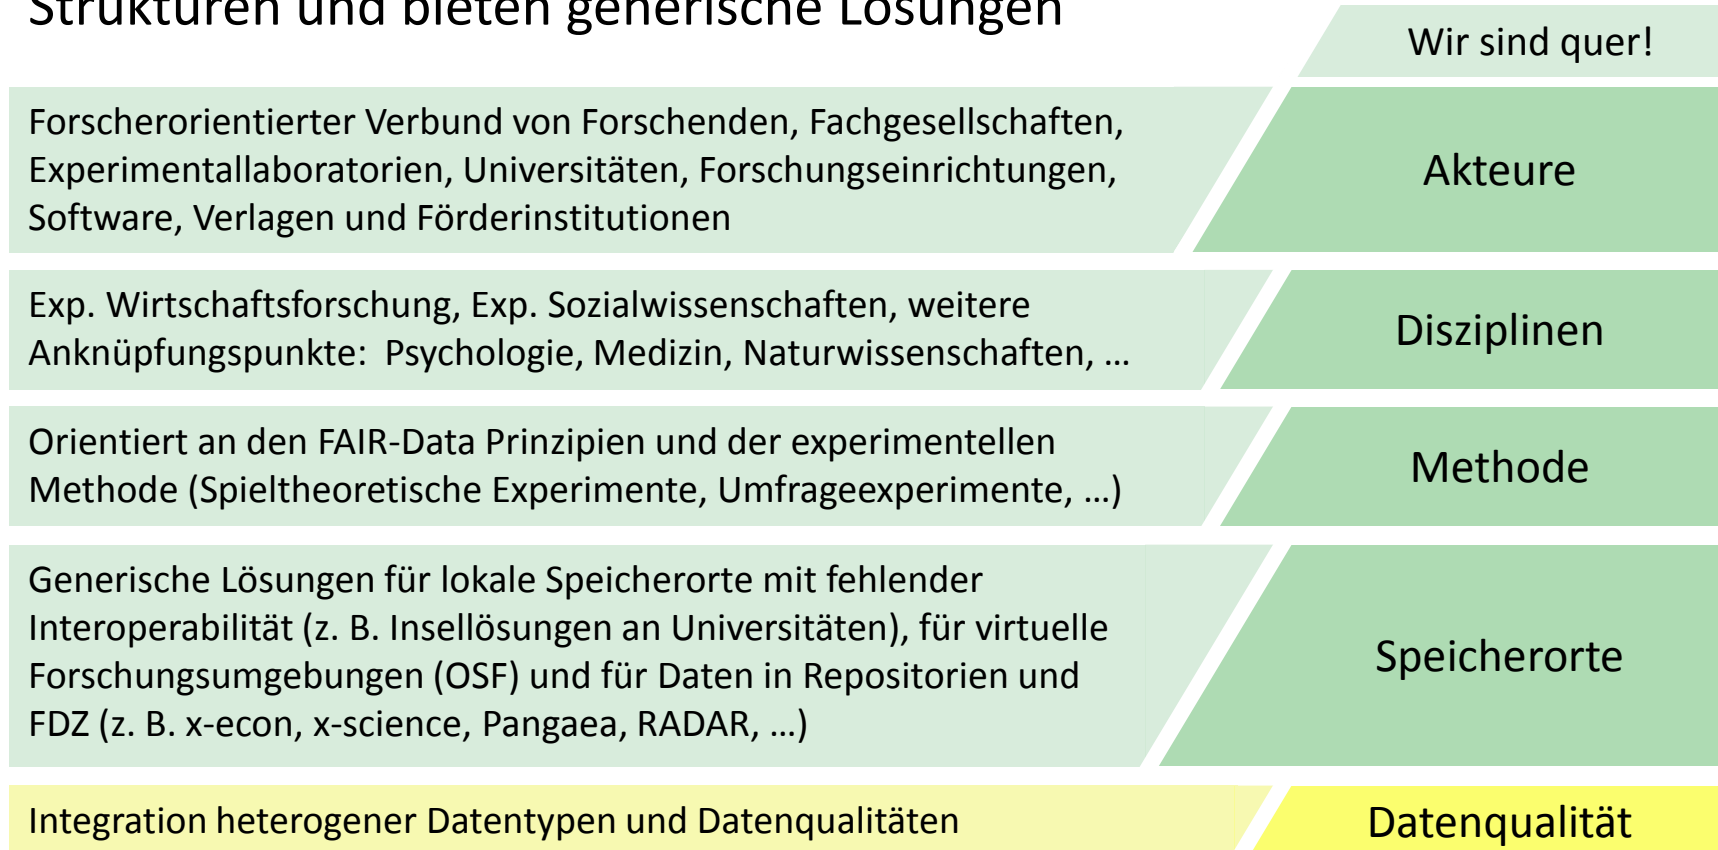 Strukturen und bieten generische Lösungen
Wir sind quer!
Forscherorientierter Verbund von Forschenden, Fachgesellschaften,
Experimentallaboratorien, Universitäten, Forschungseinrichtungen,
Software, Verlagen und Förderinstitutionen
Akteure
Exp. Wirtschaftsforschung, Exp. Sozialwissenschaften, weitere
Anknüpfungspunkte: Psychologie, Medizin, Naturwissenschaften, …
Disziplinen
Orientiert an den FAIR-Data Prinzipien und der experimentellen
Methode (Spieltheoretische Experimente, Umfrageexperimente, …)
Methode
Generische Lösungen für lokale Speicherorte mit fehlender
Interoperabilität (z. B. Insellösungen an Universitäten), für virtuelle
Forschungsumgebungen (OSF) und für Daten in Repositorien und
FDZ (z. B. x-econ, x-science, Pangaea, RADAR, …)
Speicherorte
Integration heterogener Datentypen und Datenqualitäten
Datenqualität